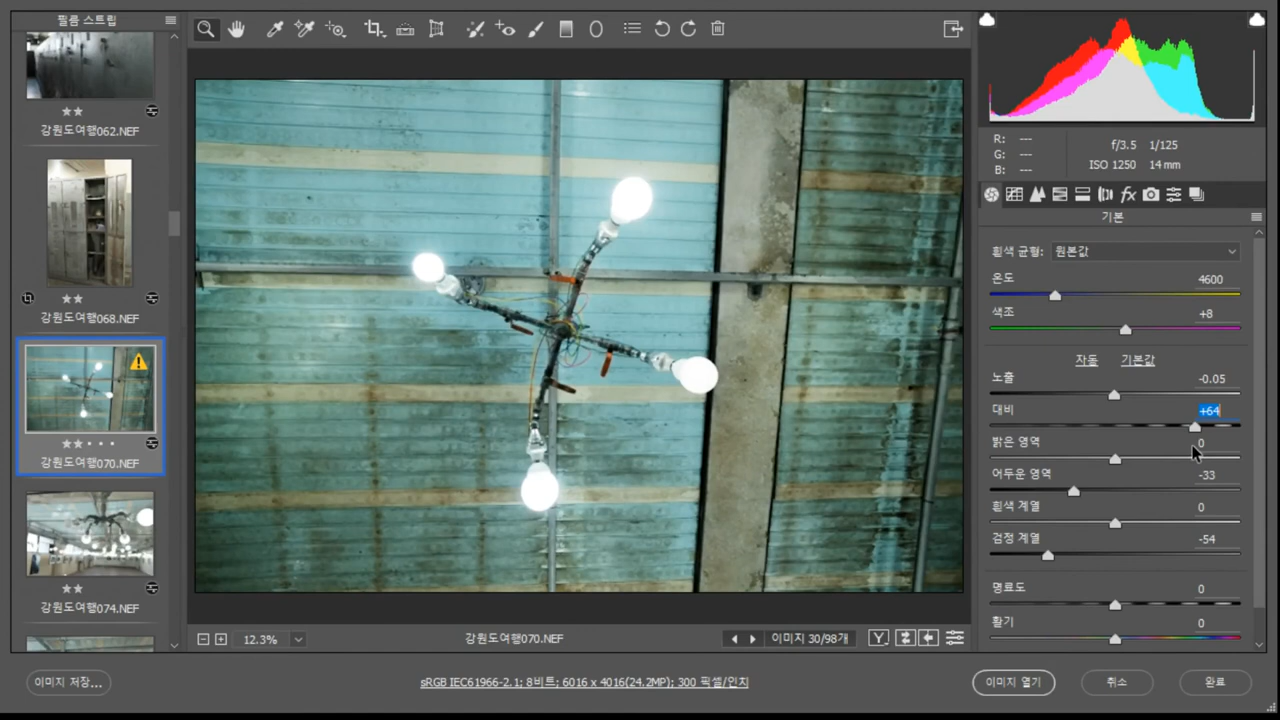 필름 스트립
강원도여행062.NEF
강원도여행068.NEF
강원도여행070.NEF
강원도여행074.NEF
12.3%
강원도여행070.NEF
이미지 30/98개
Y
R: ---
G: ---
B: ---
f/3.5 1/125
ISO 1250 14 mm
fx
기본
흰색 균형: 원본값
온도 4600
색조 +8
자동 기본값
노출 -0.05
대비 +64
밝은 영역 0
어두운 영역 -33
흰색 계열 0
검정 계열 -54
명료도 0
활기 0
이미지 저장...
sRGB IEC61966-2.1; 8비트; 6016 x 4016(24.2MP); 300 픽셀/인치
이미지 열기
취소
완료